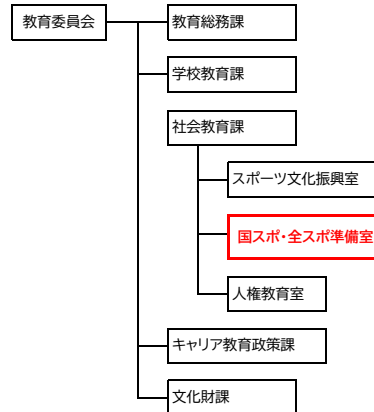 教育委員会
教育総務課
学校教育課
社会教育課
スポーツ文化振興室
国スポ・全スポ準備室
人権教育室
キャリア教育政策課
文化財課